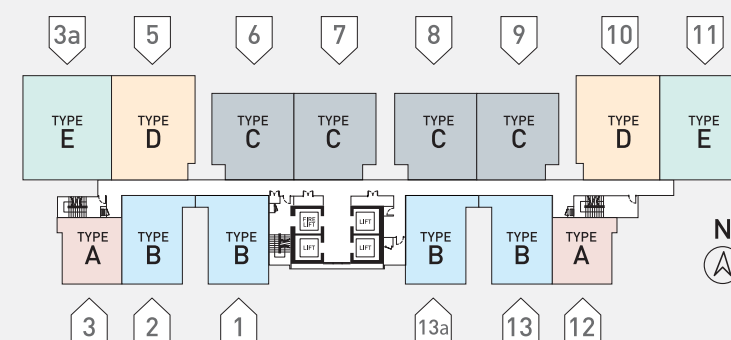 3a 5 6 7 8 9 10 11
TYPE E
TYPE D
TYPE C
TYPE C
TYPE C
TYPE C
TYPE D
TYPE E
TYPE A
TYPE B
TYPE B
FIRE LIFT
LIFT
LIFT
LIFT
TYPE B
TYPE B
TYPE A
N
3 2 1 13a 13 12